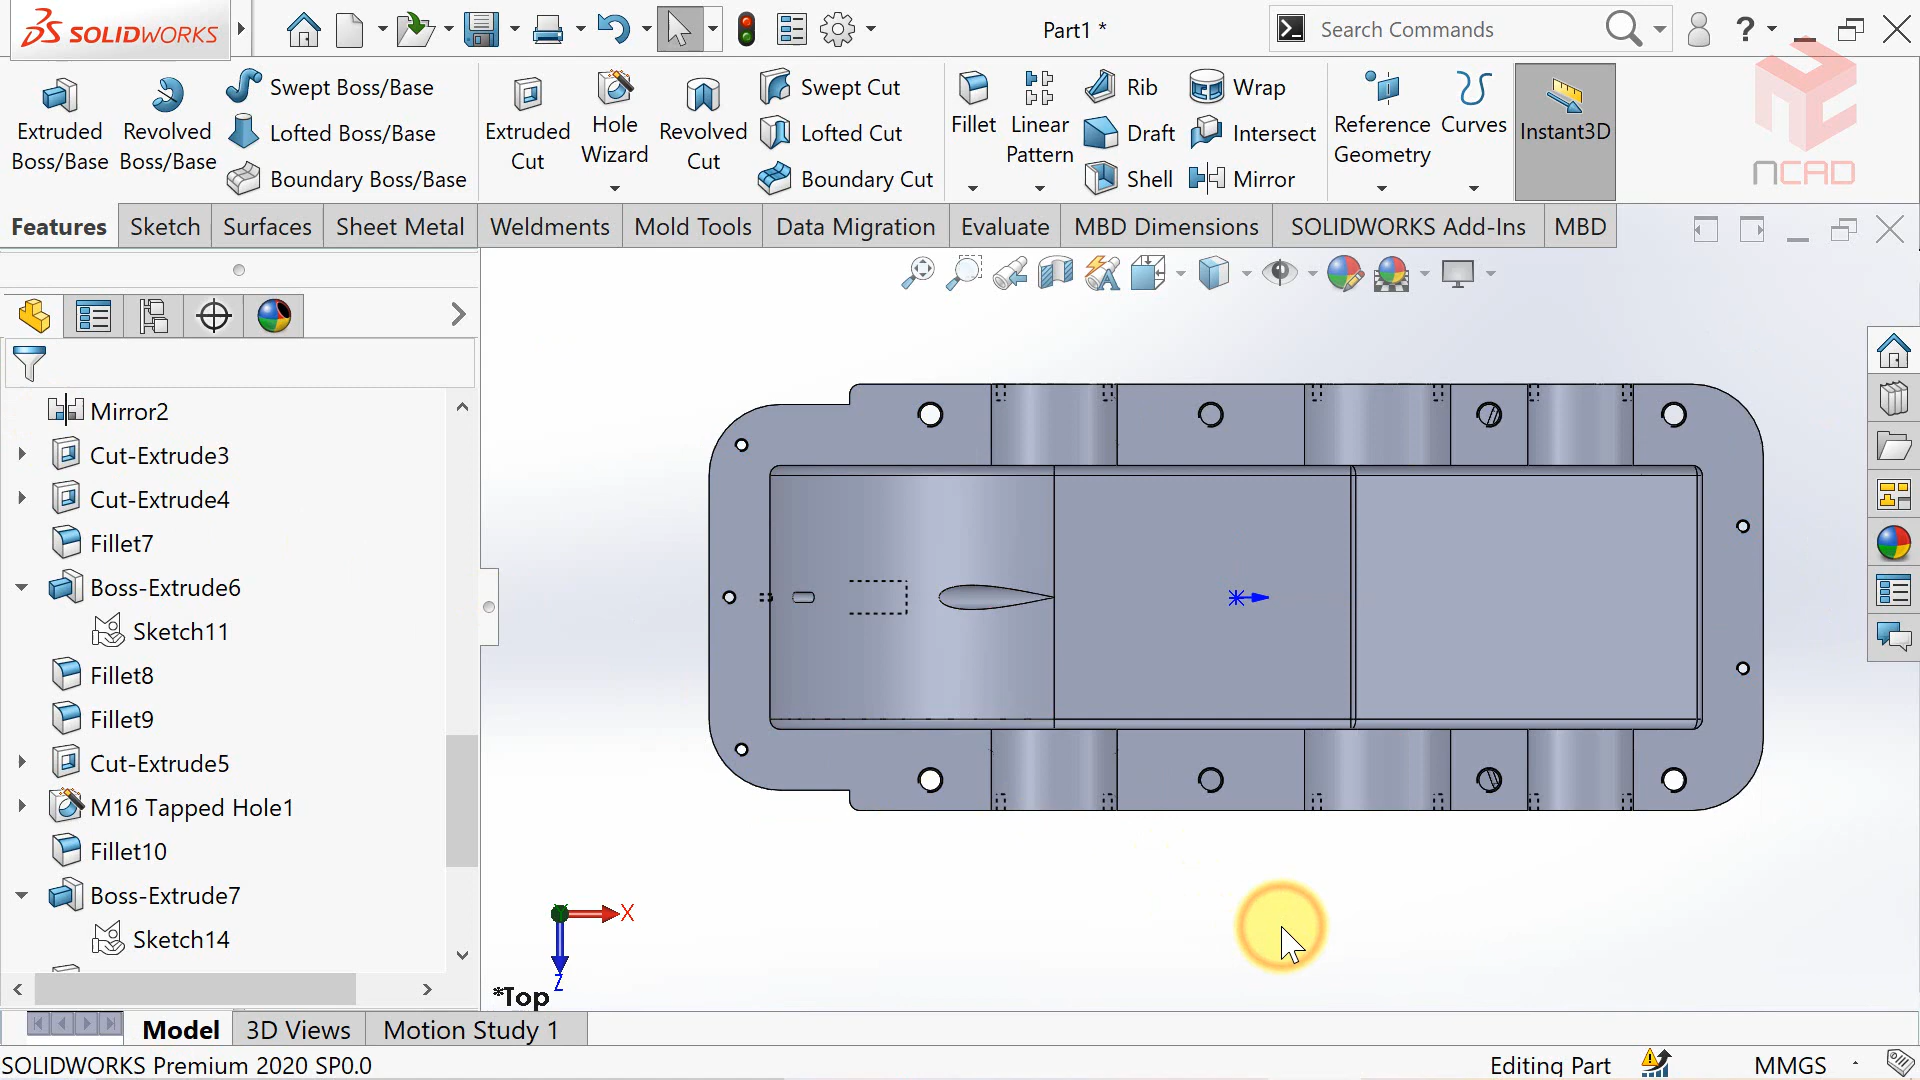 SOLIDWORKS
Part1 *
Search Commands
?
NCAD
Extruded Boss/Base
Revolved Boss/Base
Swept Boss/Base
Lofted Boss/Base
Boundary Boss/Base
Extruded Cut
Hole Wizard
Revolved Cut
Swept Cut
Lofted Cut
Boundary Cut
Fillet
Linear Pattern
Rib
Draft
Shell
Wrap
Intersect
Mirror
Reference Geometry
Curves
Instant3D
Features
Sketch
Surfaces
Sheet Metal
Weldments
Mold Tools
Data Migration
Evaluate
MBD Dimensions
SOLIDWORKS Add-Ins
MBD
Mirror2
Cut-Extrude3
Cut-Extrude4
Fillet7
Boss-Extrude6
Sketch11
Fillet8
Fillet9
Cut-Extrude5
M16 Tapped Hole1
Fillet10
Boss-Extrude7
Sketch14
X
Z
*Top
Model
3D Views
Motion Study 1
SOLIDWORKS Premium 2020 SP0.0
Editing Part
MMGS